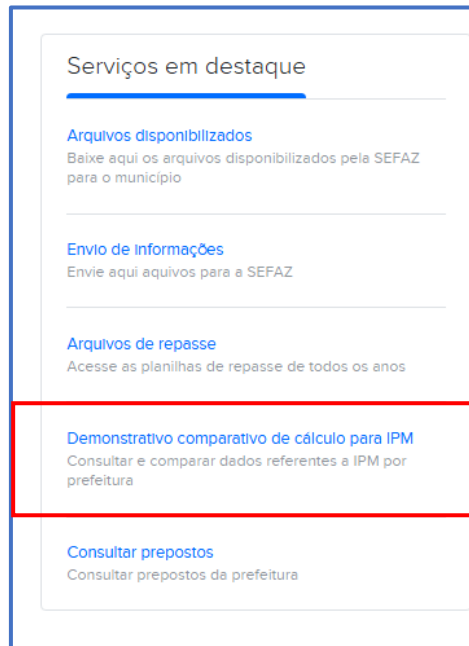 Serviços em destaque
Arquivos disponibilizados
Baixe aqui os arquivos disponibilizados pela SEFAZ
para o município
Envio de informações
Envie aqui aquivos para a SEFAZ
Arquivos de repasse
Acesse as planilhas de repasse de todos os anos
Demonstrativo comparativo de cálculo para IPM
Consultar e comparar dados referentes a IPM por
prefeitura
Consultar prepostos
Consultar prepostos da prefeitura